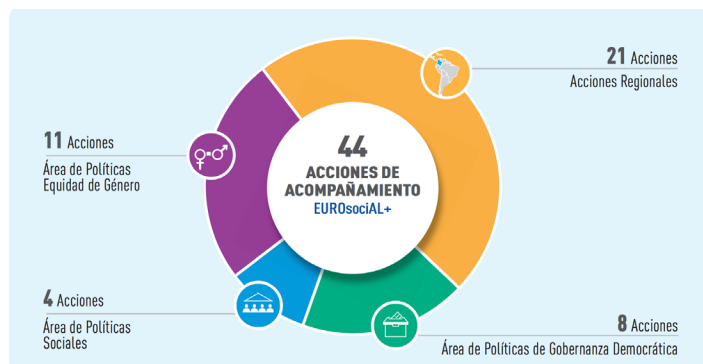 21 Acciones
Acciones Regionales
11 Acciones
Área de Políticas
Equidad de Género
44
ACCIONES DE
ACOMPAÑAMIENTO
EUROsociAL+
4 Acciones
Área de Políticas
Sociales
8 Acciones
Área de Políticas de Gobernanza Democrática